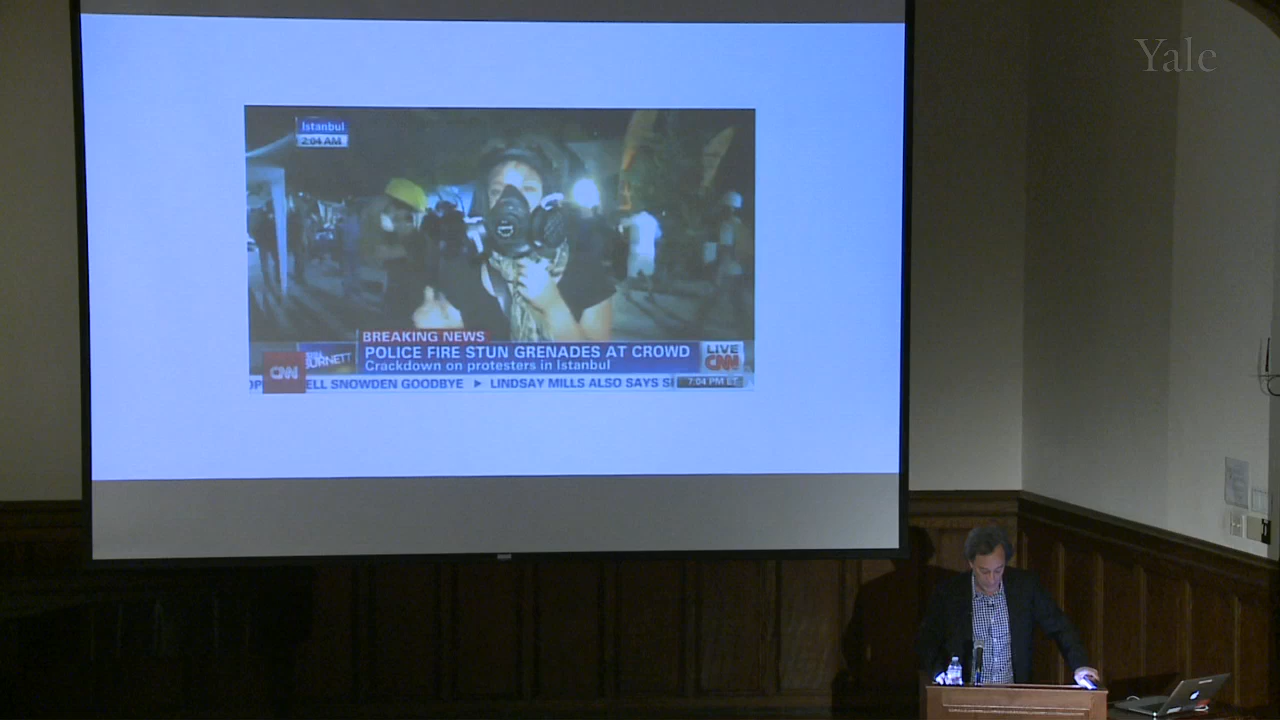 Yale
Istanbul
2:04 AM
BREAKING NEWS
BURNETT
POLICE FIRE STUN GRENADES AT CROWD
LIVE
CNN
Crackdown on protesters in Istanbul
CNN
ELL SNOWDEN GOODBYE ► LINDSAY MILLS ALSO SAYS
7:04 PM ET